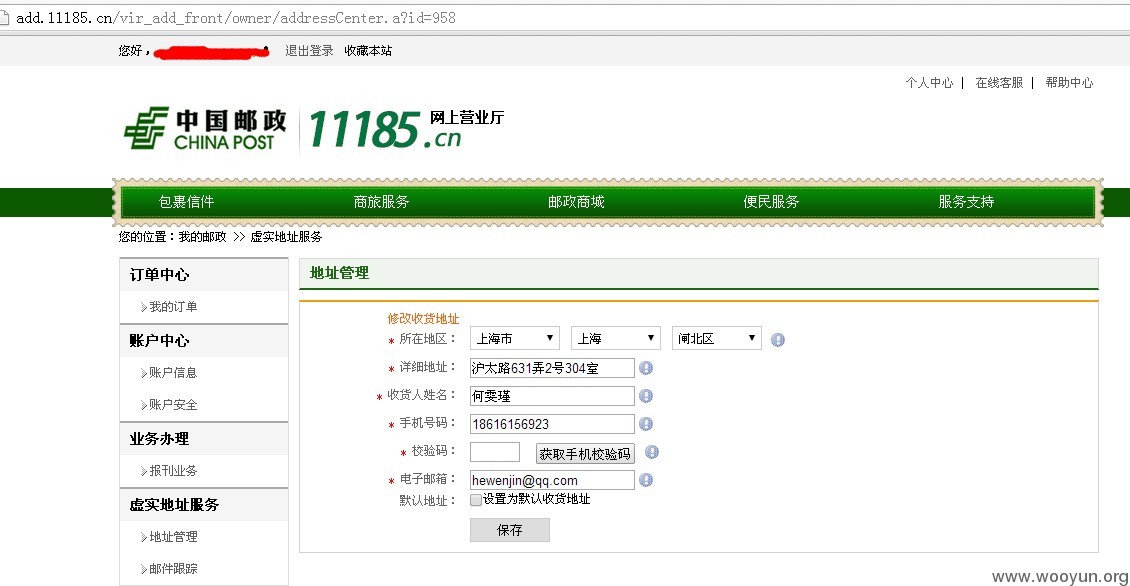 add.11185.cn/vir_add_front/owner/addressCenter.a?id=958
您好， 退出登录 收藏本站
个人中心 | 在线客服 | 帮助中心
中国邮政 CHINA POST 11185.cn 网上营业厅
包裹信件 商旅服务 邮政商城 便民服务 服务支持
您的位置：我的邮政 >> 虚实地址服务
订单中心
我的订单
账户中心
账户信息
账户安全
业务办理
报刊业务
虚实地址服务
地址管理
邮件跟踪
地址管理
修改收货地址
* 所在地区： 上海市 上海 闸北区
* 详细地址： 沪太路631弄2号304室
* 收货人姓名： 何雯瑾
* 手机号码： 18616156923
* 校验码： 获取手机校验码
* 电子邮箱： hewenjin@qq.com
默认地址： 设置为默认收货地址
保存
www.wooyun.org